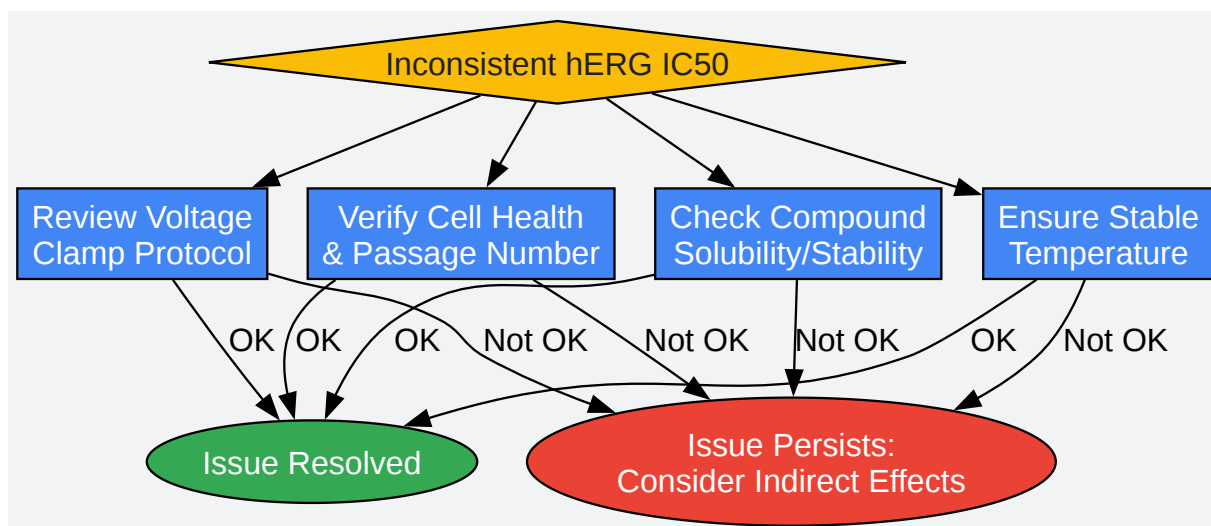 Inconsistent hERG IC50
Review Voltage
Clamp Protocol
Verify Cell Health
& Passage Number
Check Compound
Solubility/Stability
Ensure Stable
Temperature
OK
OK
OK
Not OK
Not OK
Not OK
OK
Not OK
Issue Resolved
Issue Persists:
Consider Indirect Effects